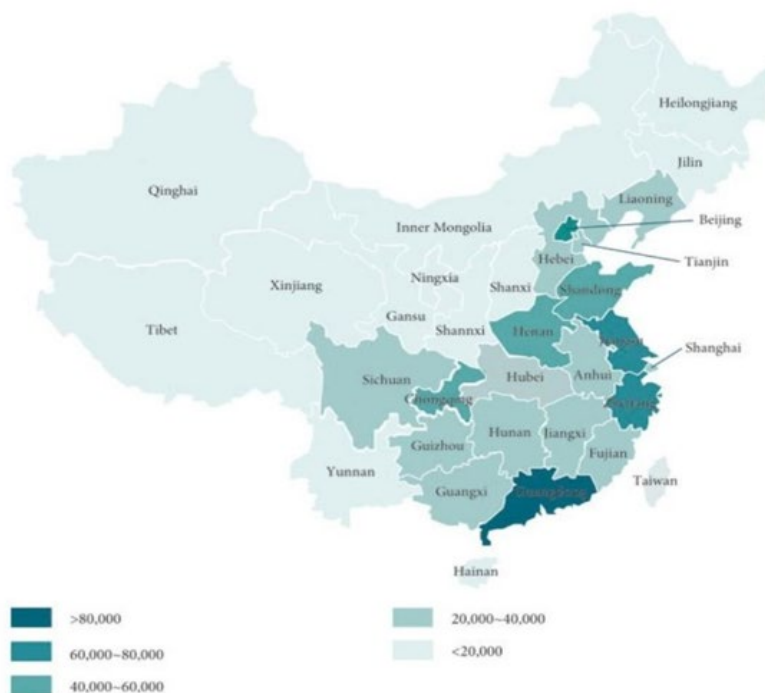 Heilongjiang
Jilin
Qinghai
Liaoning
Beijing
Inner Mongolia
Hebei
Tianjin
Ningxia
Xinjiang
Shanxi
Shandong
Gansu
Tibet
Shannxi
Henan
Jiangsu
Shanghai
Sichuan
Hubei
Anhui
Chongqing
Zhejiang
Hunan
Jiangxi
Guizhou
Fujian
Yunnan
Taiwan
Guangxi
Guangdong
Hainan
>80,000
60,000~80,000
40,000~60,000
20,000~40,000
<20,000